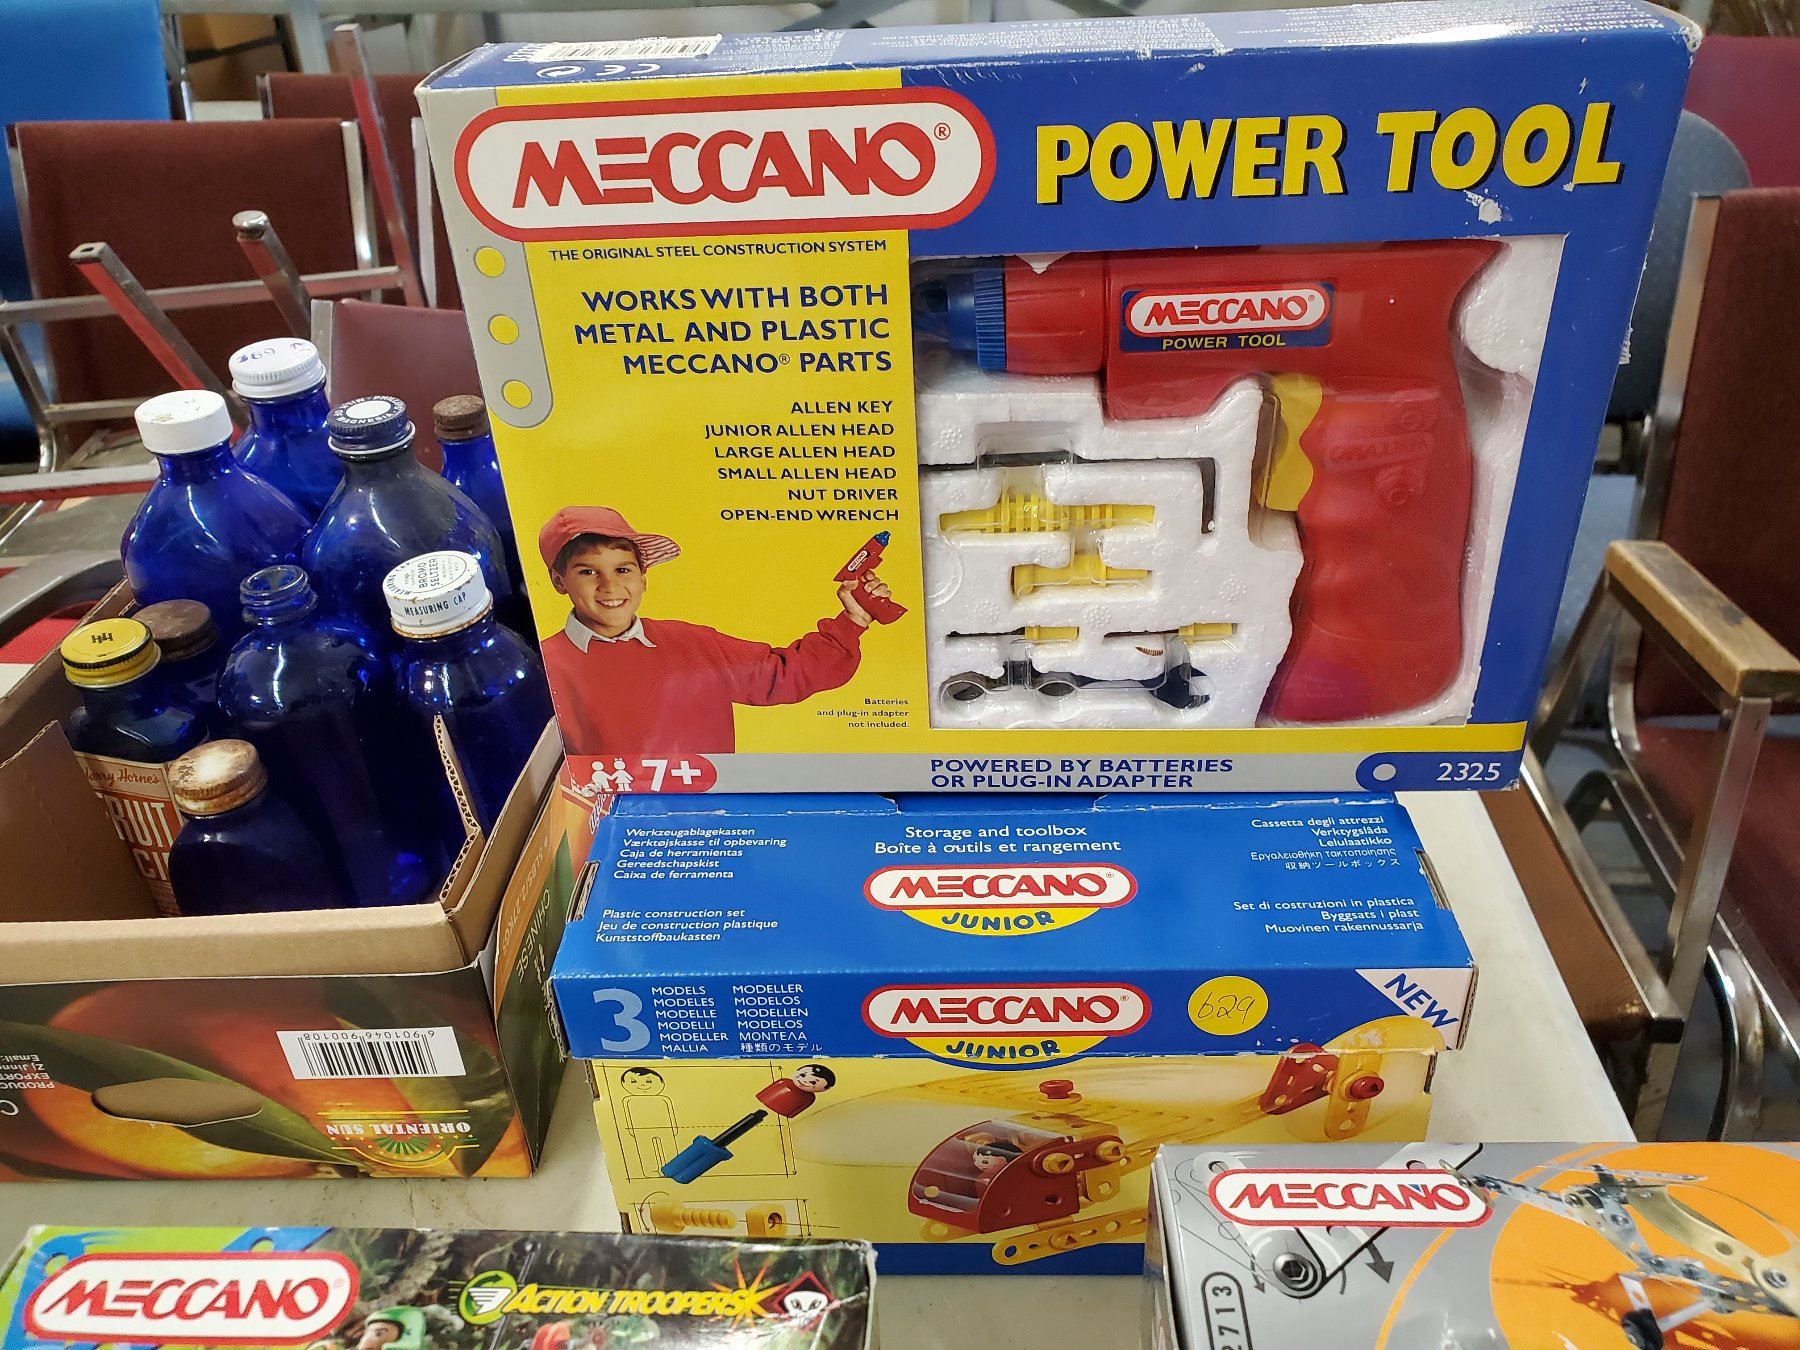 MECCANO®
POWER TOOL
THE ORIGINAL STEEL CONSTRUCTION SYSTEM
WORKS WITH BOTH
METAL AND PLASTIC
MECCANO® PARTS
ALLEN KEY
JUNIOR ALLEN HEAD
LARGE ALLEN HEAD
SMALL ALLEN HEAD
NUT DRIVER
OPEN-END WRENCH
MECCANO®
POWER TOOL
Batteries
and plug-in adapter
not included.
7+
POWERED BY BATTERIES
OR PLUG-IN ADAPTER
2325
BROMO
SELTZER
MEASURING CAP
Werkzeugablagekasten
Værktøjskasse til opbevaring
Caja de herramientas
Gereedschapskist
Caixa de ferramenta
Storage and toolbox
Boîte à outils et rangement
Cassetta degli attrezzi
Verktygslåda
Lelulaatikko
Εργαλειοθήκη τακτοποίησης
収納ツールボックス
MECCANO®
JUNIOR
Plastic construction set
Jeu de construction plastique
Kunststoffbaukasten
Set di costruzioni in plastica
Byggsats i plast
Muovinen rakennussarja
3
MODELS
MODELES
MODELLE
MODELLI
MODELLER
MALLIA
MODELLER
MODELOS
MODELLEN
MODELOS
ΜΟΝΤΕΛΑ
種類のモデル
MECCANO®
JUNIOR
629
NEW
6 901046 900108
ORIENTAL SUN
CHINESE
MECCANO®
ACTION TROOPERS
MECCANO
2713